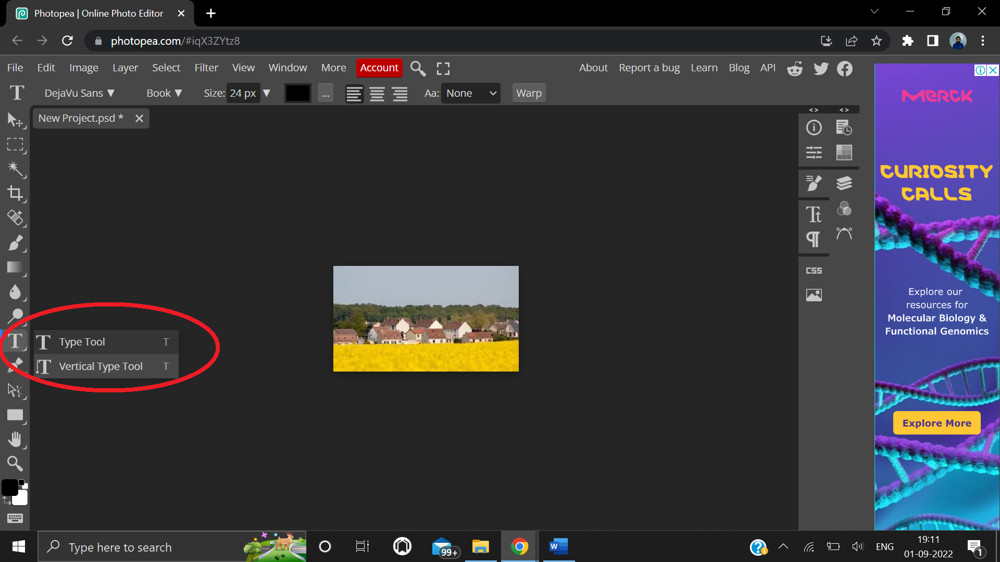 Photopea | Online Photo Editor
photopea.com/#iqX3ZYtz8
File Edit Image Layer Select Filter View Window More Account About Report a bug Learn Blog API
T DejaVu Sans ▼ Book ▼ Size: 24 px ▼ ... Aa: None Warp
New Project.psd *
< > < >
T Type Tool T
T Vertical Type Tool T
Tt
¶
CSS
MERCK
CURIOSITY
CALLS
Explore our
resources for
Molecular Biology &
Functional Genomics
Explore More
Type here to search
99+
W
ENG
19:11
01-09-2022
1